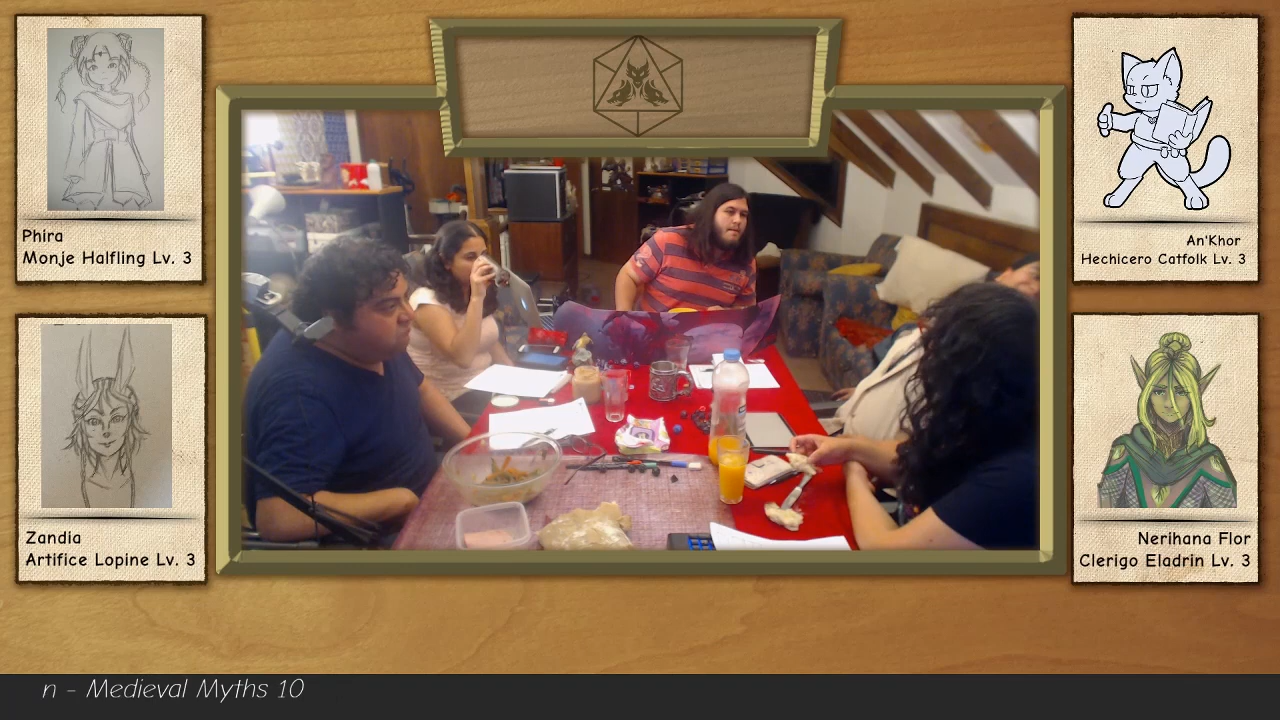 Phira
Monje Halfling Lv. 3
Zandia
Artifice Lopine Lv. 3
An'Khor
Hechicero Catfolk Lv. 3
Nerihana Flor
Clerigo Eladrin Lv. 3
n - Medieval Myths 10